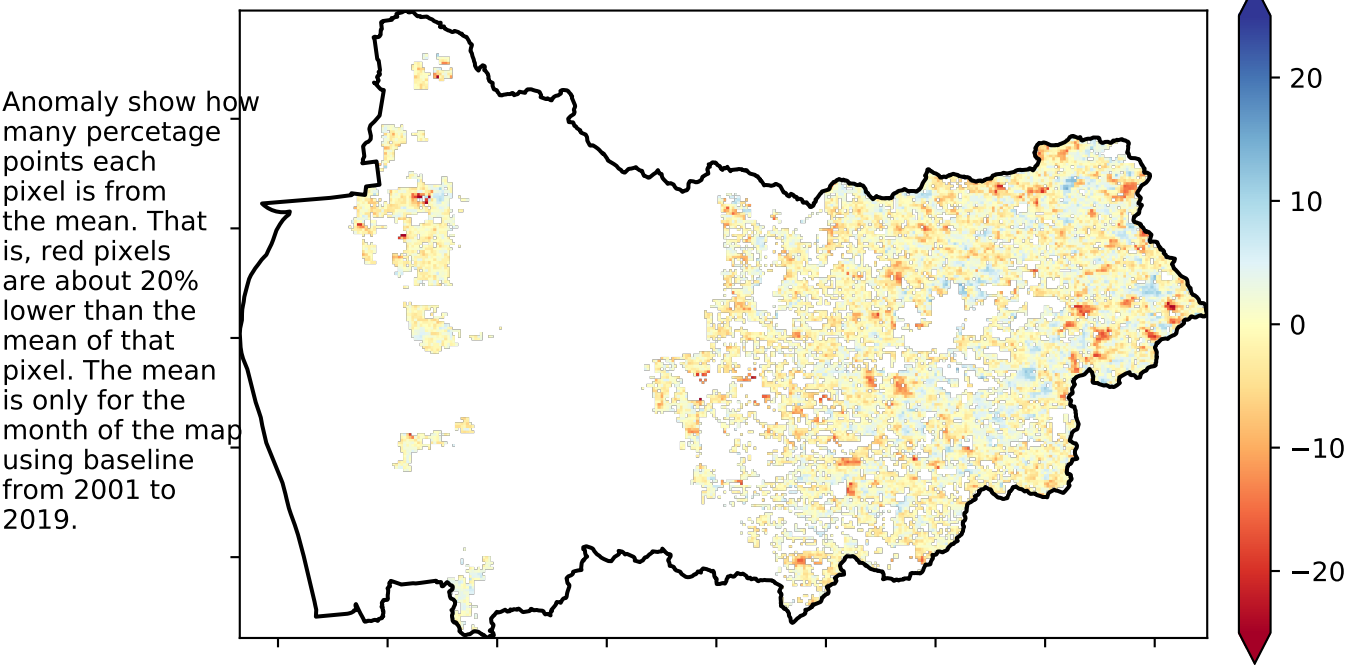 Anomaly show how
many percetage
points each
pixel is from
the mean. That
is, red pixels
are about 20%
lower than the
mean of that
pixel. The mean
is only for the
month of the map
using baseline
from 2001 to
2019.
20
10
0
−10
−20